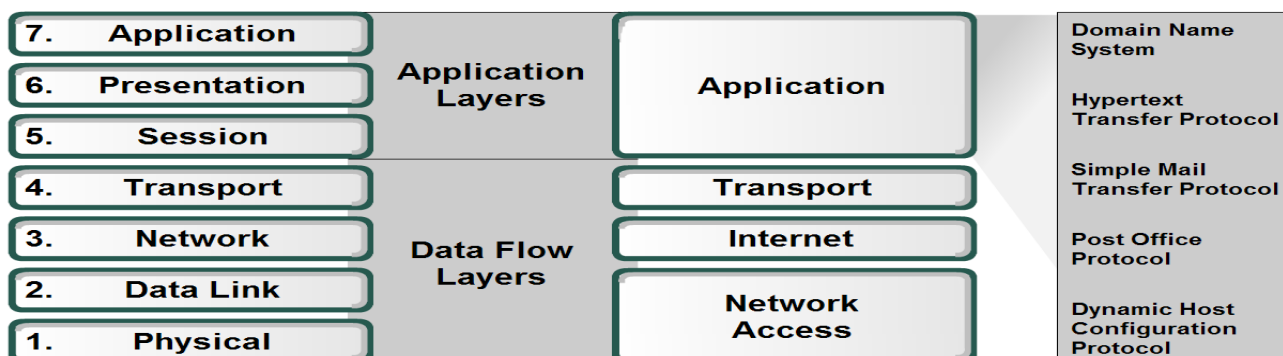 7. Application
6. Presentation
5. Session
4. Transport
3. Network
2. Data Link
1. Physical
Application
Layers
Data Flow
Layers
Application
Transport
Internet
Network
Access
Domain Name
System
Hypertext
Transfer Protocol
Simple Mail
Transfer Protocol
Post Office
Protocol
Dynamic Host
Configuration
Protocol